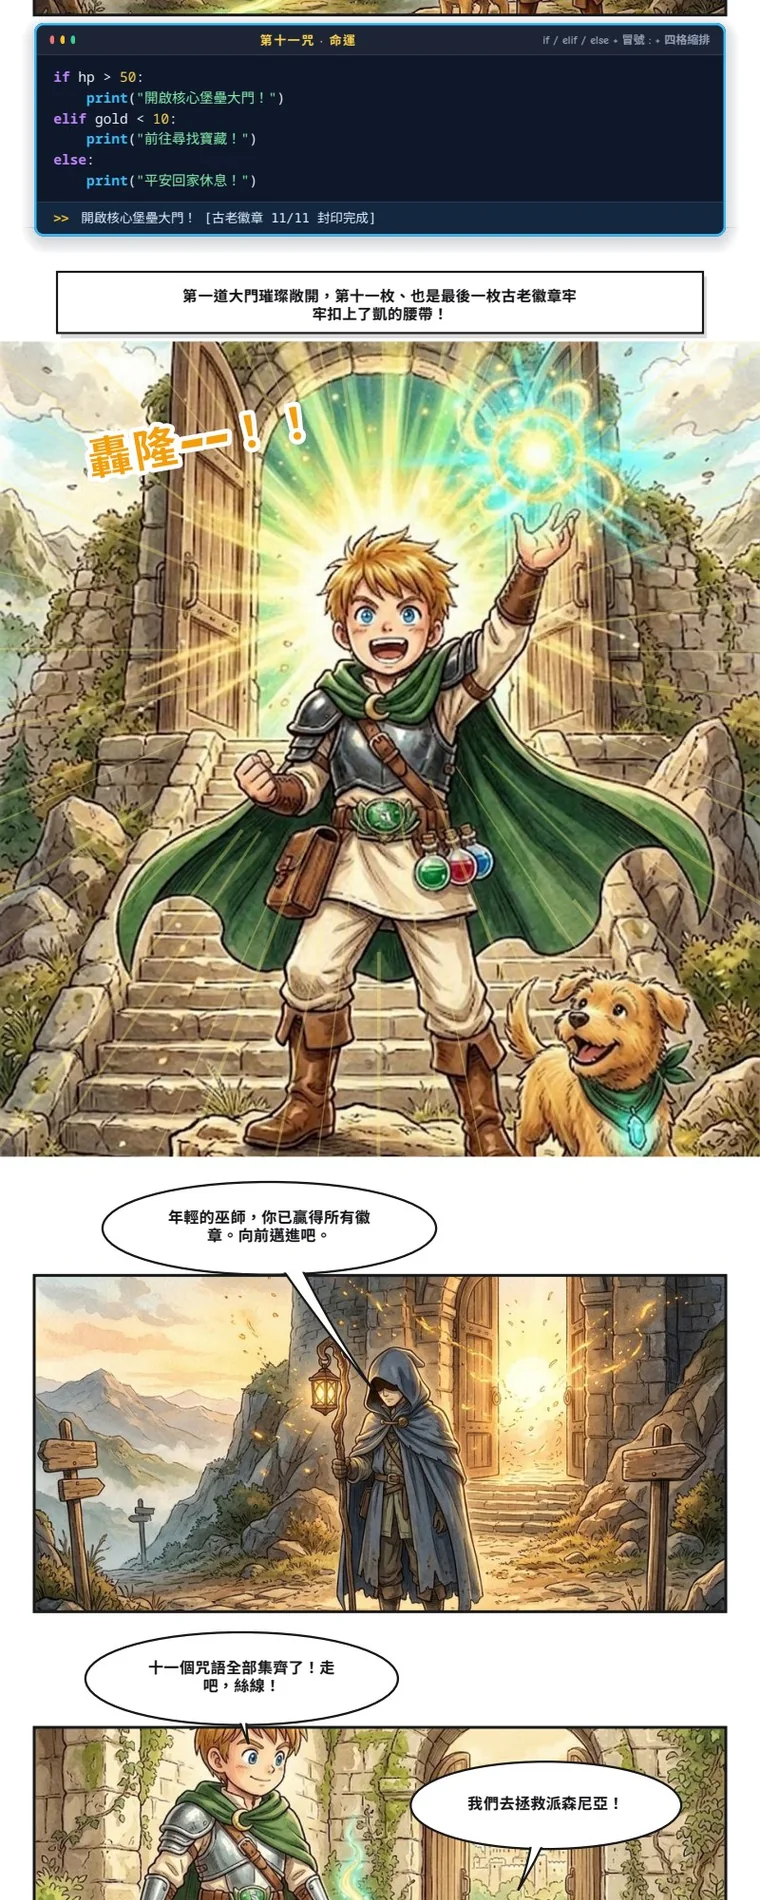 第十一咒 · 命運
if / elif / else + 冒號 : + 四格縮排
if hp > 50:
    print("開啟核心堡壘大門！")
elif gold < 10:
    print("前往尋找寶藏！")
else:
    print("平安回家休息！")
>> 開啟核心堡壘大門！ [古老徽章 11/11 封印完成]
第一道大門璀璨敞開，第十一枚、也是最後一枚古老徽章牢
牢扣上了凱的腰帶！
轟隆——！！
年輕的巫師，你已贏得所有徽
章。向前邁進吧。
十一個咒語全部集齊了！走
吧，絲線！
我們去拯救派森尼亞！